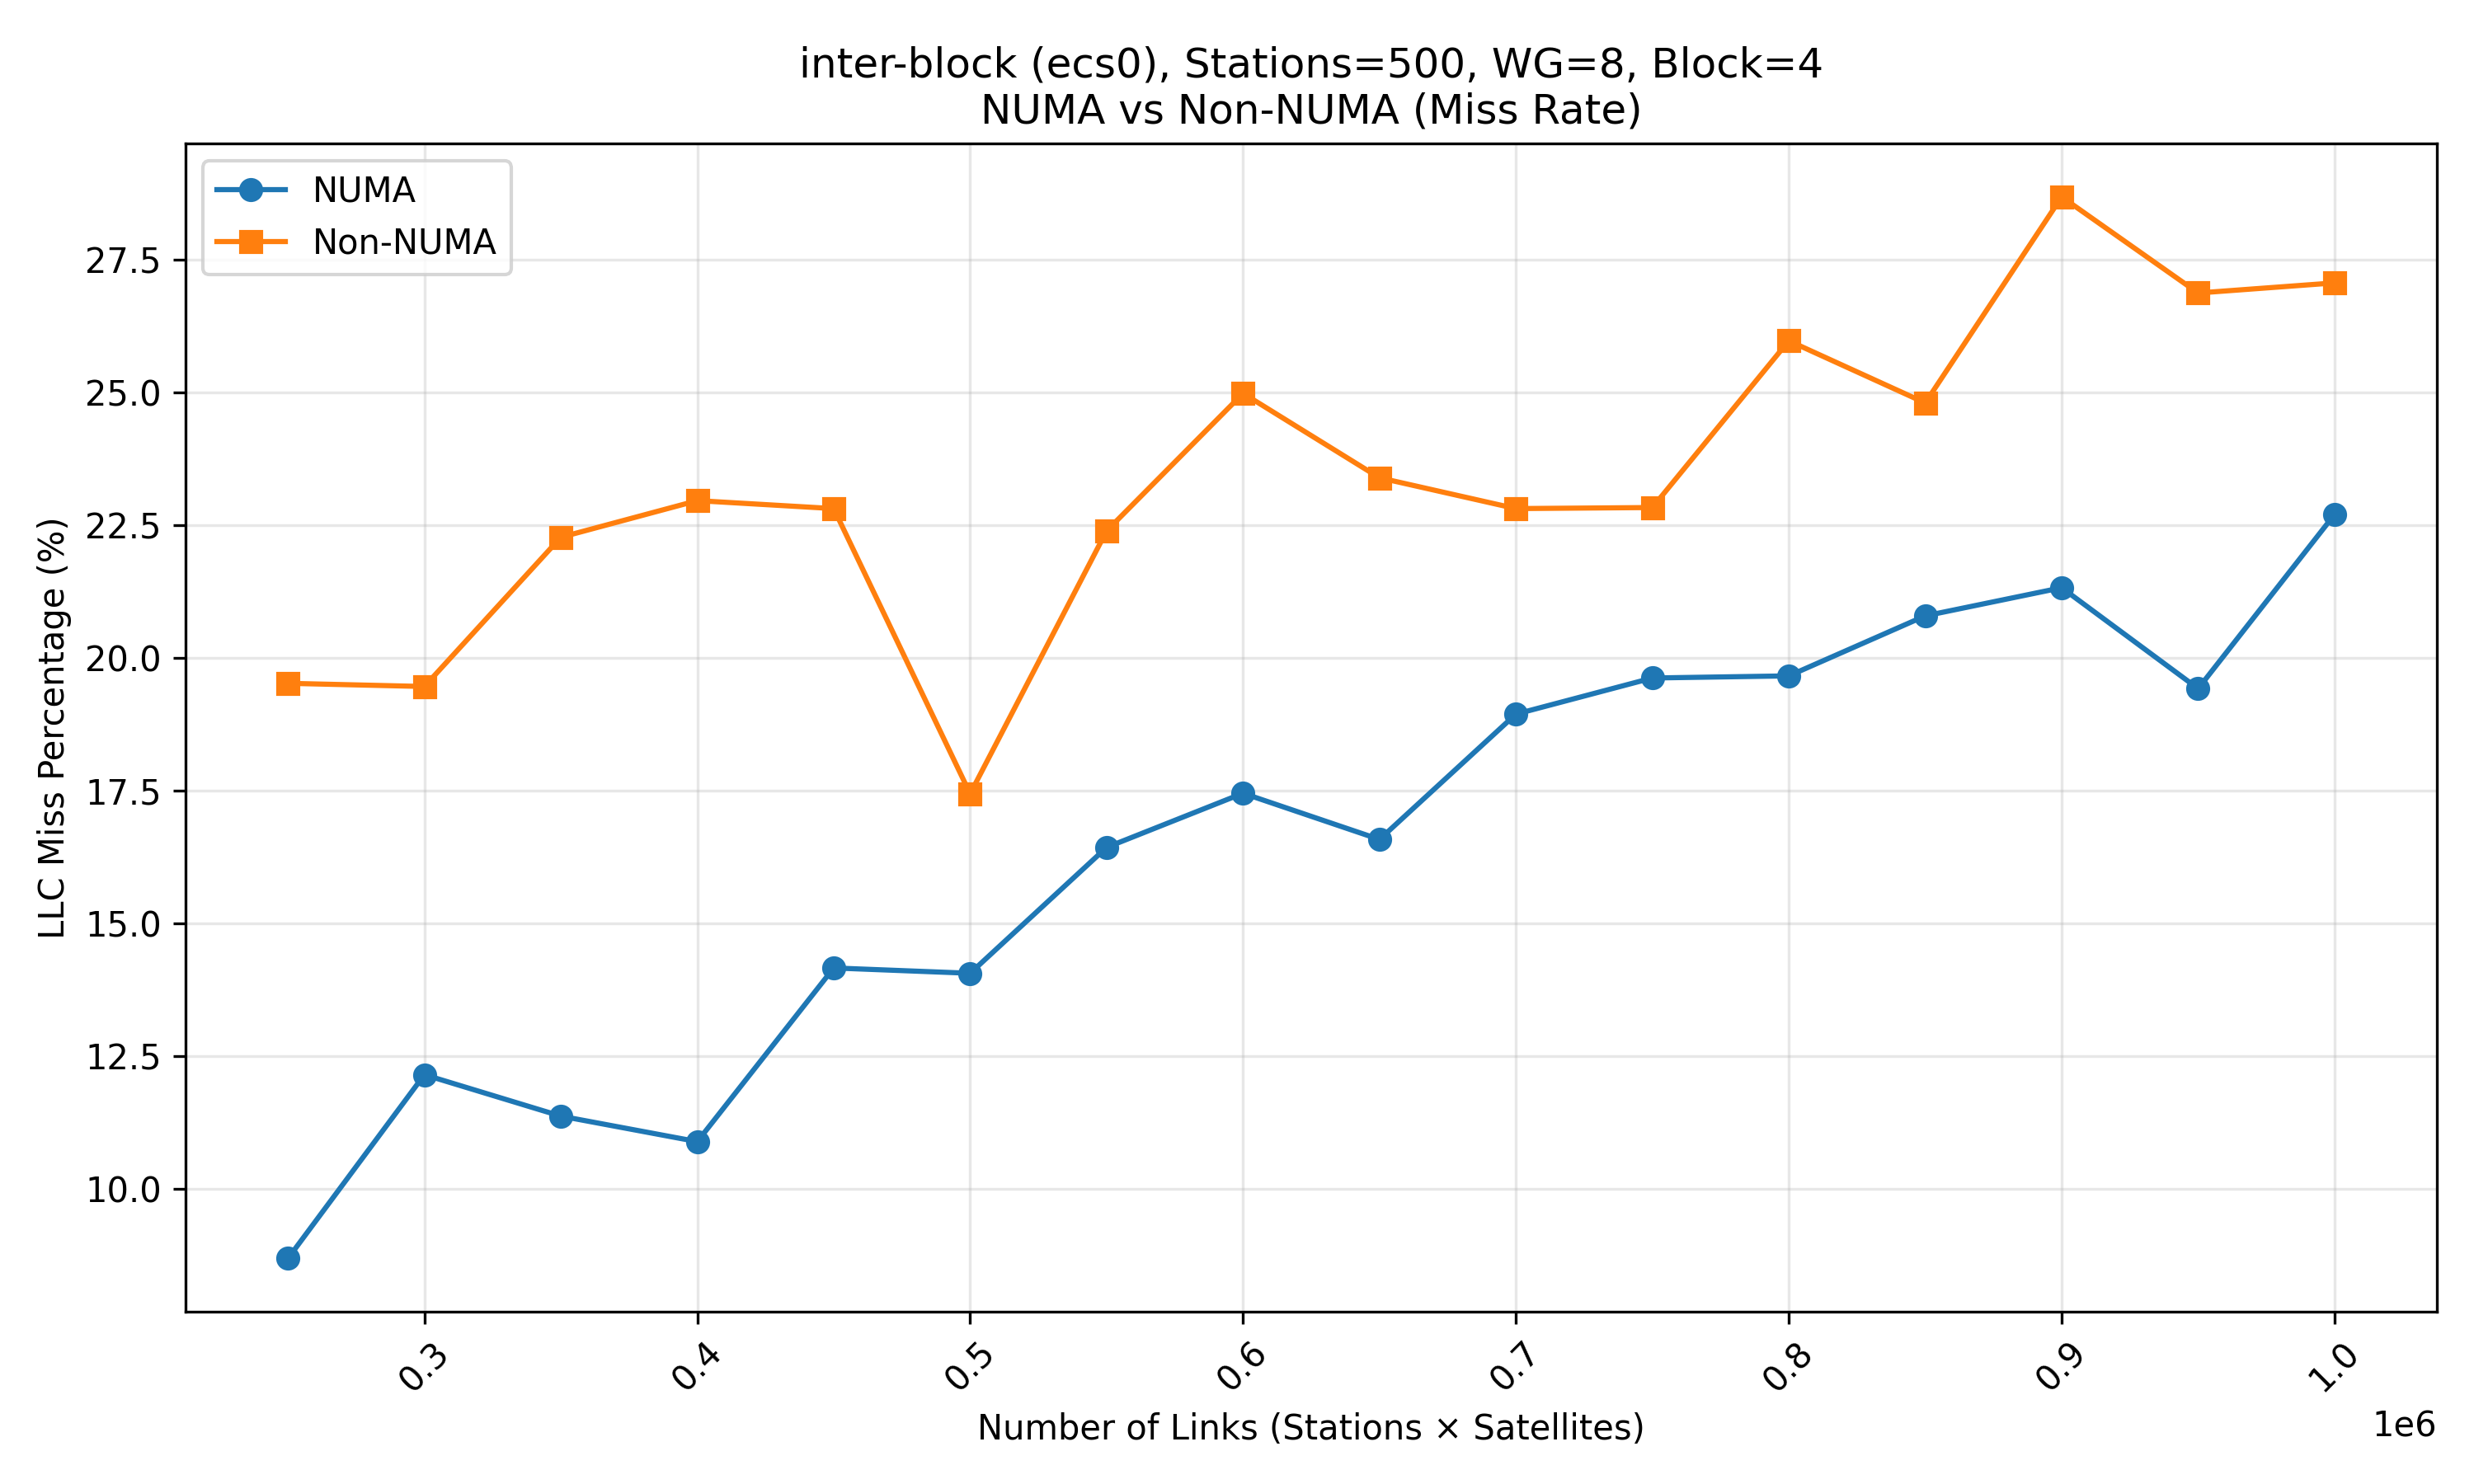 inter-block (ecs0), Stations=500, WG=8, Block=4
NUMA vs Non-NUMA (Miss Rate)
NUMA
Non-NUMA
LLC Miss Percentage (%)
27.5
25.0
22.5
20.0
17.5
15.0
12.5
10.0
0.3
0.4
0.5
0.6
0.7
0.8
0.9
1.0
1e6
Number of Links (Stations × Satellites)